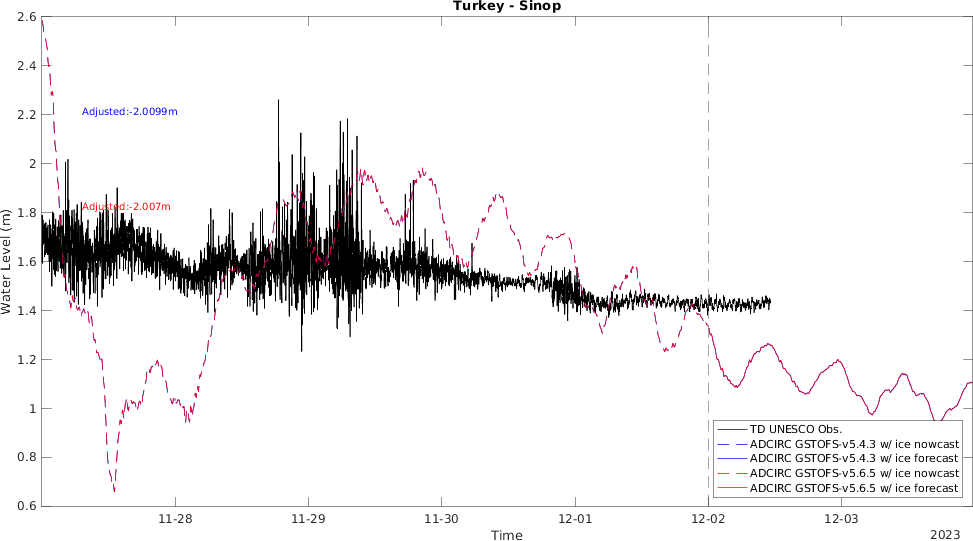 Turkey - Sinop
2.6
2.4
2.2
2
1.8
1.6
1.4
1.2
1
0.8
0.6
Water Level (m)
Adjusted:-2.0099m
Adjusted:-2.007m
TD UNESCO Obs.
ADCIRC GSTOFS-v5.4.3 w/ ice nowcast
ADCIRC GSTOFS-v5.4.3 w/ ice forecast
ADCIRC GSTOFS-v5.6.5 w/ ice nowcast
ADCIRC GSTOFS-v5.6.5 w/ ice forecast
11-28 11-29 11-30 12-01 12-02 12-03
Time
2023